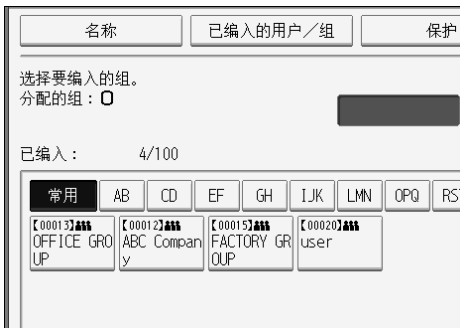 名称
已编入的用户／组
保护
选择要编入的组。
分配的组：0
已编入： 4/100
常用 AB CD EF GH IJK LMN OPQ RS
【00013】
OFFICE GRO
UP
【00012】
ABC Compan
y
【00015】
FACTORY GR
OUP
【00020】
user